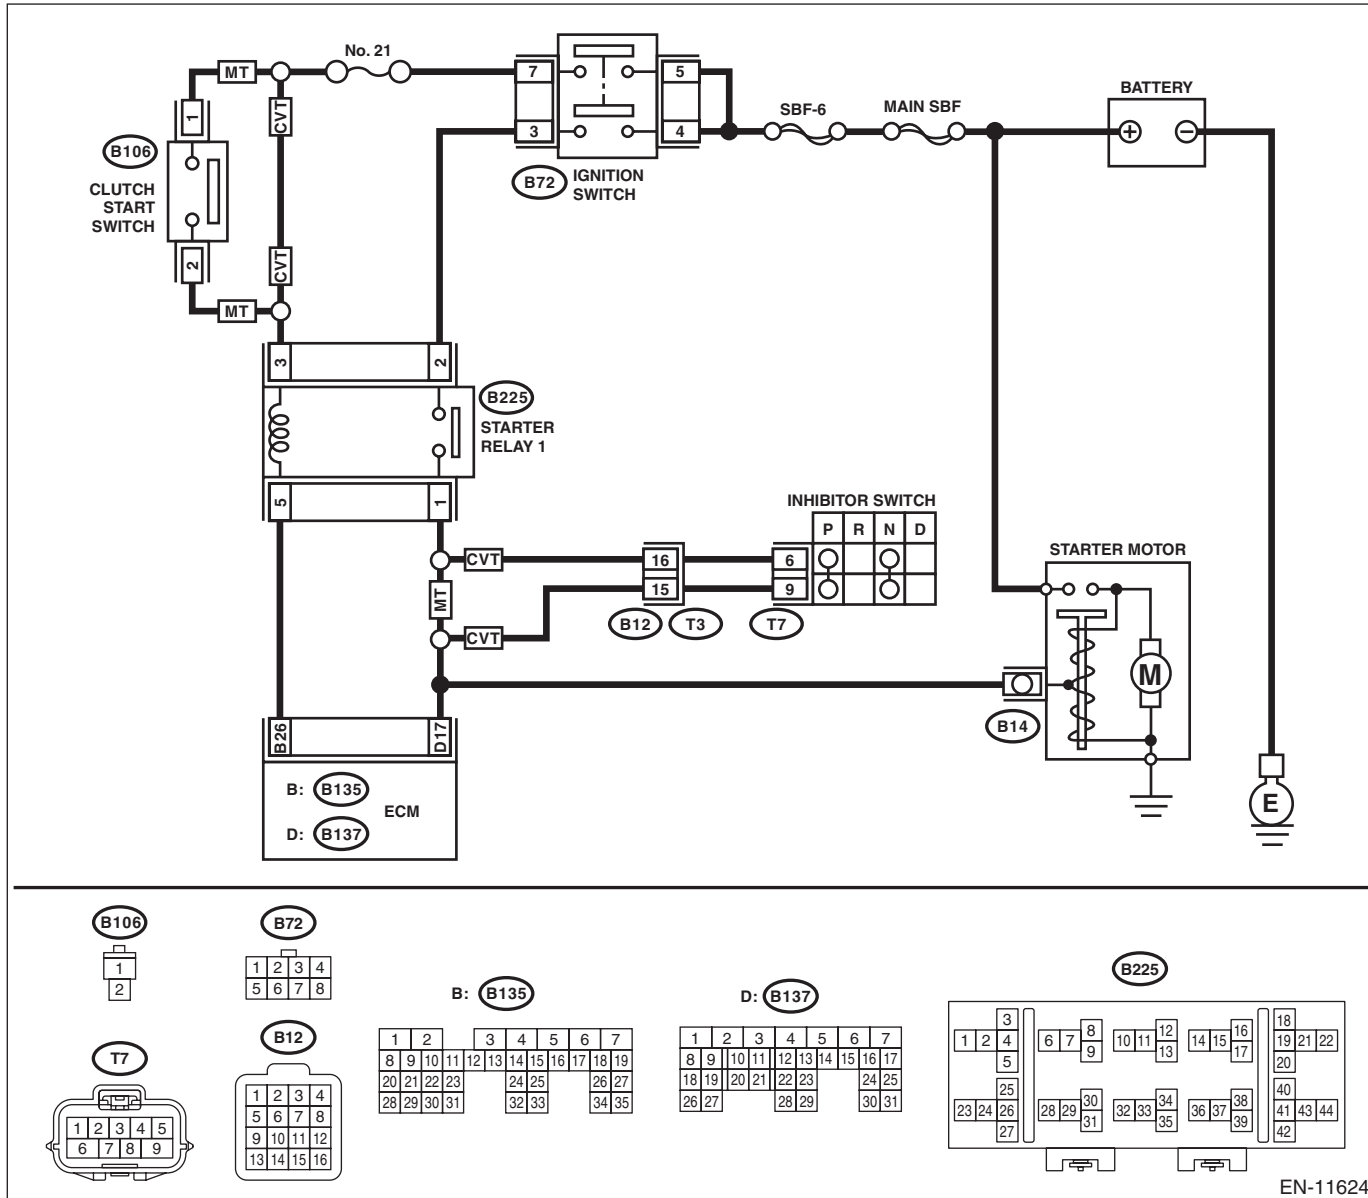 No. 21
MT
7
5
BATTERY
SBF-6
MAIN SBF
1
CVT
3
4
+
−
B106
B72
IGNITION
SWITCH
CLUTCH
START
SWITCH
2
CVT
MT
3
2
B225
STARTER
RELAY 1
5
1
INHIBITOR SWITCH
P R N D
CVT
16
6
STARTER MOTOR
MT
15
9
B12
T3
T7
CVT
M
B14
B26
D17
B: B135
ECM
D: B137
E
B106
1
2
B72
1 2 3 4
5 6 7 8
B: B135
1 2 3 4 5 6 7
8 9 10 11 12 13 14 15 16 17 18 19
20 21 22 23 24 25 26 27
28 29 30 31 32 33 34 35
D: B137
1 2 3 4 5 6 7
8 9 10 11 12 13 14 15 16 17
18 19 20 21 22 23 24 25
26 27 28 29 30 31
B225
3
1 2 4
5
8
6 7
9
12
10 11
13
16
14 15
17
18
19 21 22
20
25
23 24 26
27
30
28 29
31
34
32 33
35
38
36 37
39
40
41 43 44
42
T7
1 2 3 4 5
6 7 8 9
B12
1 2 3 4
5 6 7 8
9 10 11 12
13 14 15 16
EN-11624